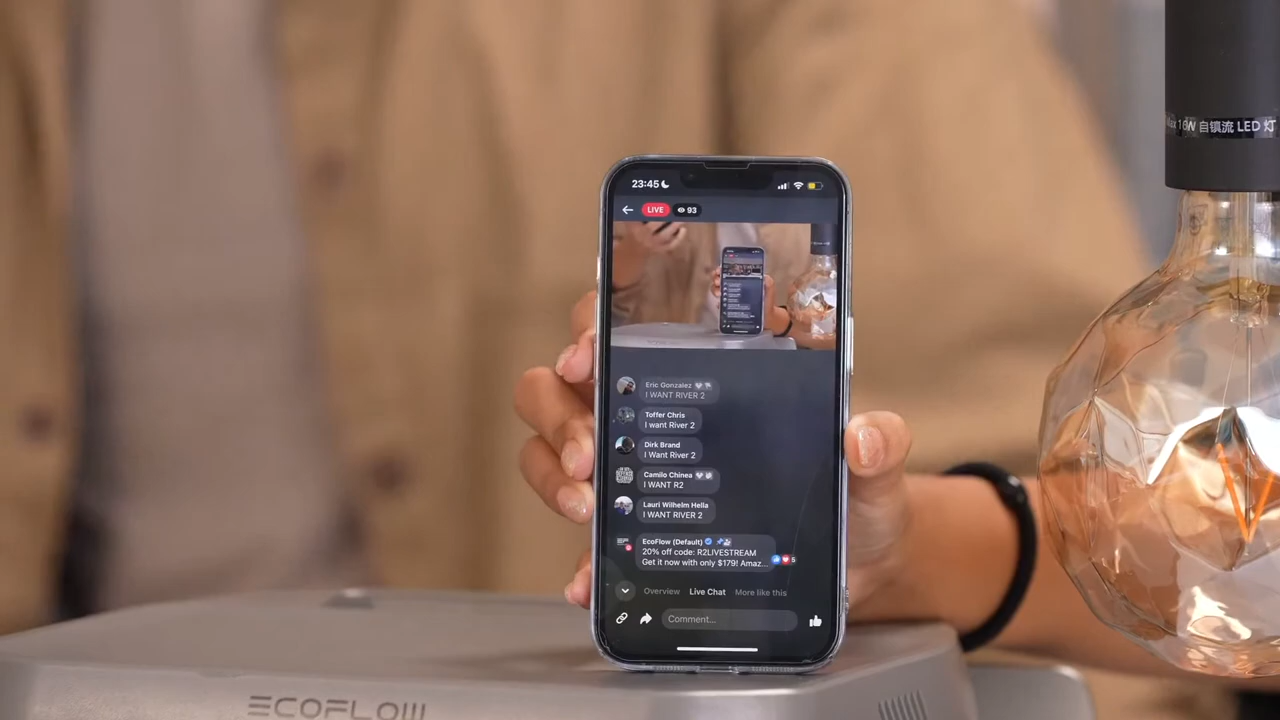 16W 自镇流 LED 灯
23:45
LIVE 93
Eric Gonzalez
I WANT RIVER 2
Toffer Chris
I want River 2
Dirk Brand
I Want River 2
Camilo Chinea
I WANT R2
Lauri Wilhelm Hella
I WANT RIVER 2
EcoFlow (Default)
20% off code: R2LIVESTREAM
Get it now with only $179! Amaz...
5
Overview Live Chat More like this
Comment...
ECOFLOW